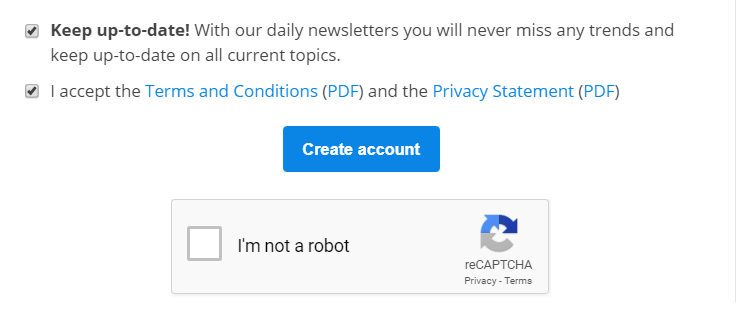 Keep up-to-date! With our daily newsletters you will never miss any trends and
keep up-to-date on all current topics.
I accept the Terms and Conditions (PDF) and the Privacy Statement (PDF)
Create account
I'm not a robot
reCAPTCHA
Privacy - Terms